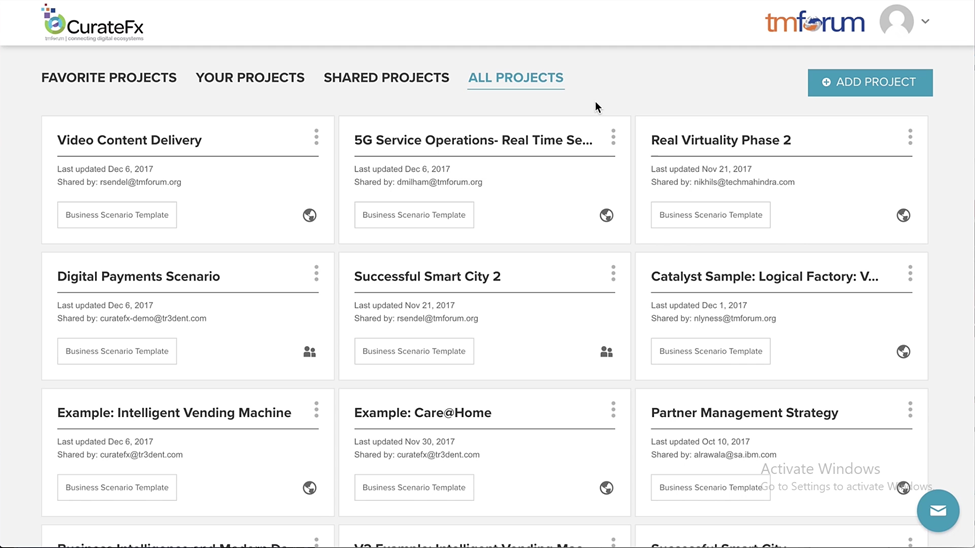 CurateFx
tmforum | connecting digital ecosystems
tmforum
FAVORITE PROJECTS
YOUR PROJECTS
SHARED PROJECTS
ALL PROJECTS
ADD PROJECT
Video Content Delivery
Last updated Dec 6, 2017
Shared by: rsendel@tmforum.org
Business Scenario Template
5G Service Operations- Real Time Se...
Last updated Dec 6, 2017
Shared by: dmilham@tmforum.org
Business Scenario Template
Real Virtuality Phase 2
Last updated Nov 21, 2017
Shared by: nikhils@techmahindra.com
Business Scenario Template
Digital Payments Scenario
Last updated Dec 6, 2017
Shared by: curatefx-demo@tr3dent.com
Business Scenario Template
Successful Smart City 2
Last updated Nov 21, 2017
Shared by: rsendel@tmforum.org
Business Scenario Template
Catalyst Sample: Logical Factory: V...
Last updated Dec 1, 2017
Shared by: nlyness@tmforum.org
Business Scenario Template
Example: Intelligent Vending Machine
Last updated Dec 6, 2017
Shared by: curatefx@tr3dent.com
Business Scenario Template
Example: Care@Home
Last updated Nov 30, 2017
Shared by: curatefx@tr3dent.com
Business Scenario Template
Partner Management Strategy
Last updated Oct 10, 2017
Shared by: alrawala@sa.ibm.com
Business Scenario Template
Activate Windows
Go to Settings to activate Windows.
Business Intelligence and Modern Da...
V2 Example: Intelligent Vending Mac...
Successful Smart City